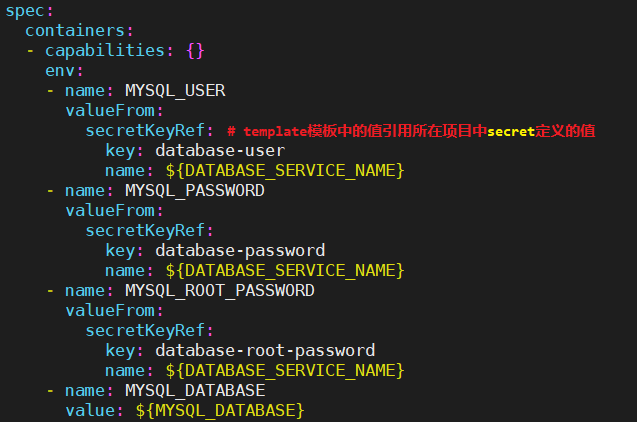 spec:
  containers:
  - capabilities: {}
    env:
    - name: MYSQL_USER
      valueFrom:
        secretKeyRef: # template模板中的值引用所在项目中secret定义的值
          key: database-user
          name: ${DATABASE_SERVICE_NAME}
    - name: MYSQL_PASSWORD
      valueFrom:
        secretKeyRef:
          key: database-password
          name: ${DATABASE_SERVICE_NAME}
    - name: MYSQL_ROOT_PASSWORD
      valueFrom:
        secretKeyRef:
          key: database-root-password
          name: ${DATABASE_SERVICE_NAME}
    - name: MYSQL_DATABASE
      value: ${MYSQL_DATABASE}